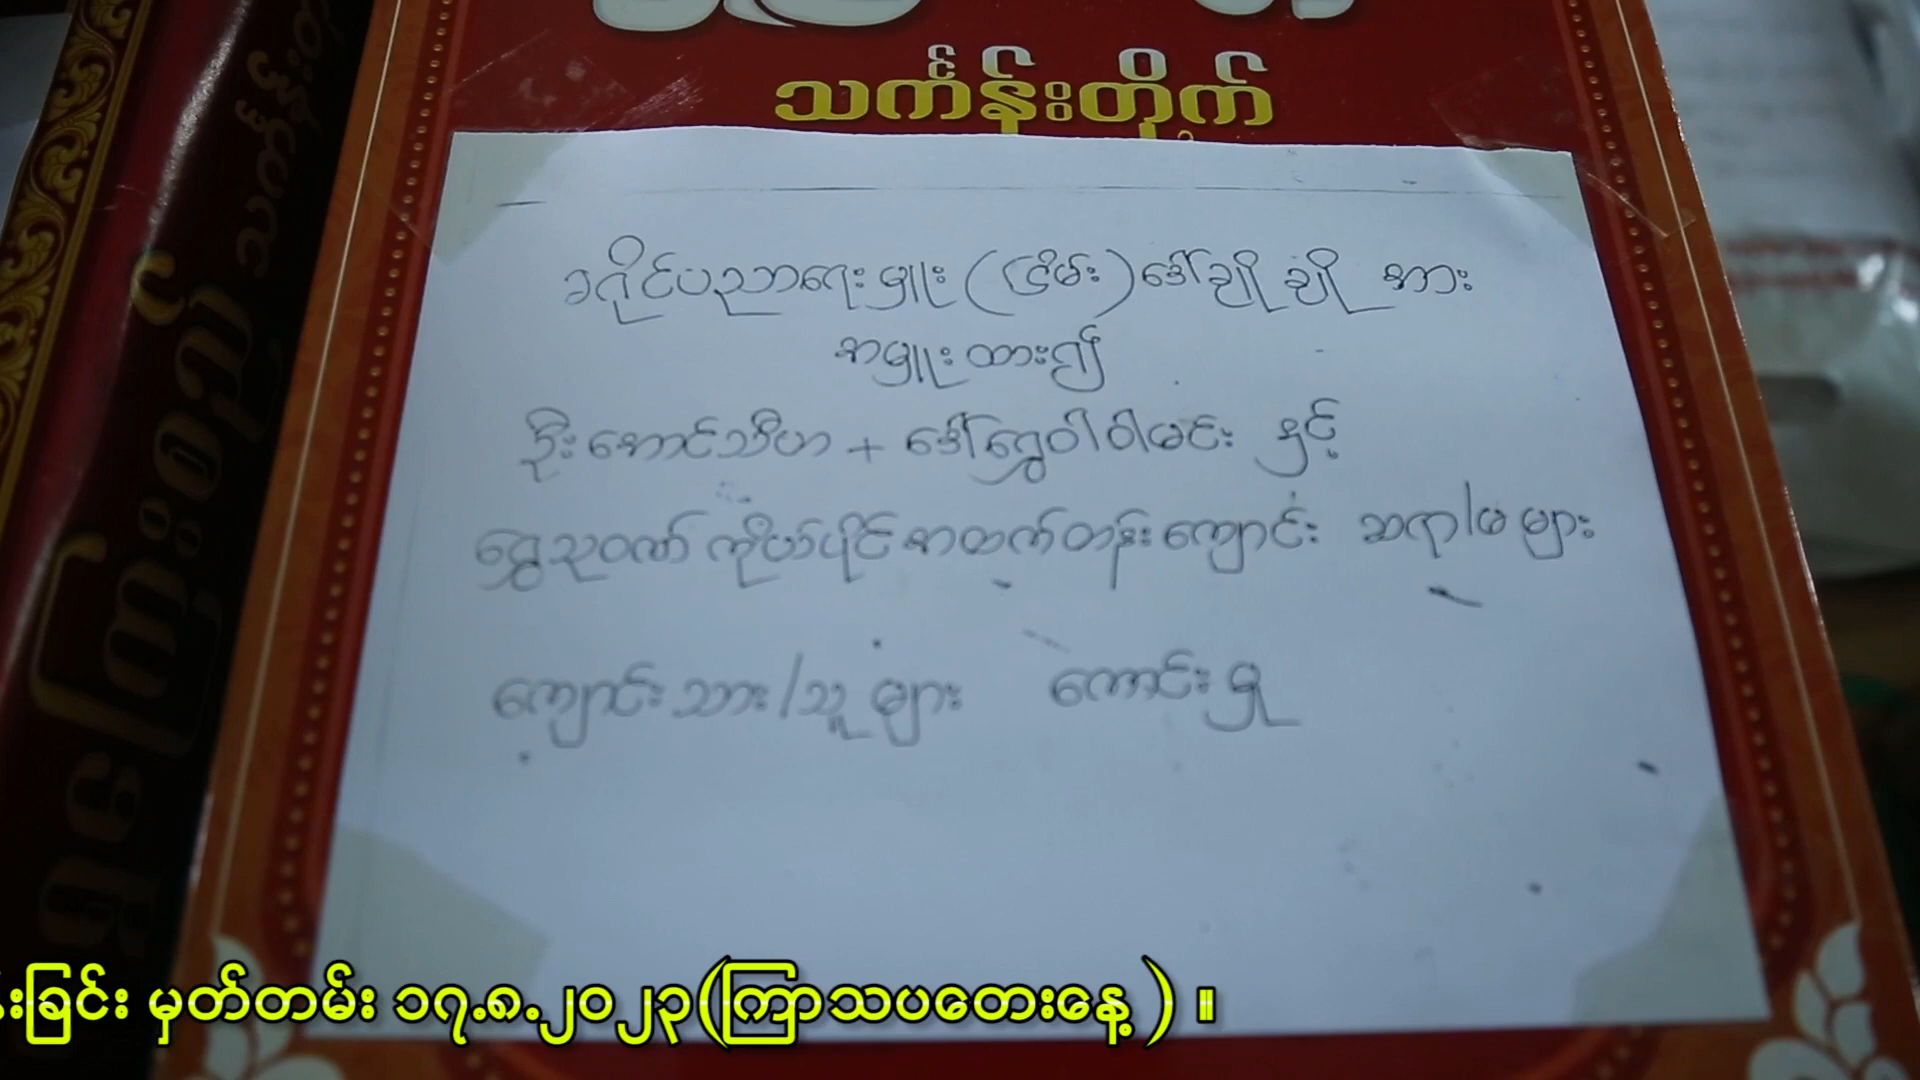 သင်္ကန်းတိုက်
ခရိုင်ပညာရေးမှူး (ငြိမ်း) ဒေါ်ချိုချို အား
အမှူးထား၍
ဦးအောင်သီဟ + ဒေါ်ရွှေဝါဝါမင်း နှင့်
ရွှေသုဝဏ် ကိုယ်ပိုင်အထက်တန်းကျောင်း ဆရာ/မ များ
ကျောင်းသား/သူ များ ကောင်းမှု
ခြင်း မှတ်တမ်း ၁၇.၈.၂၀၂၃(ကြာသပတေးနေ့ ) ။